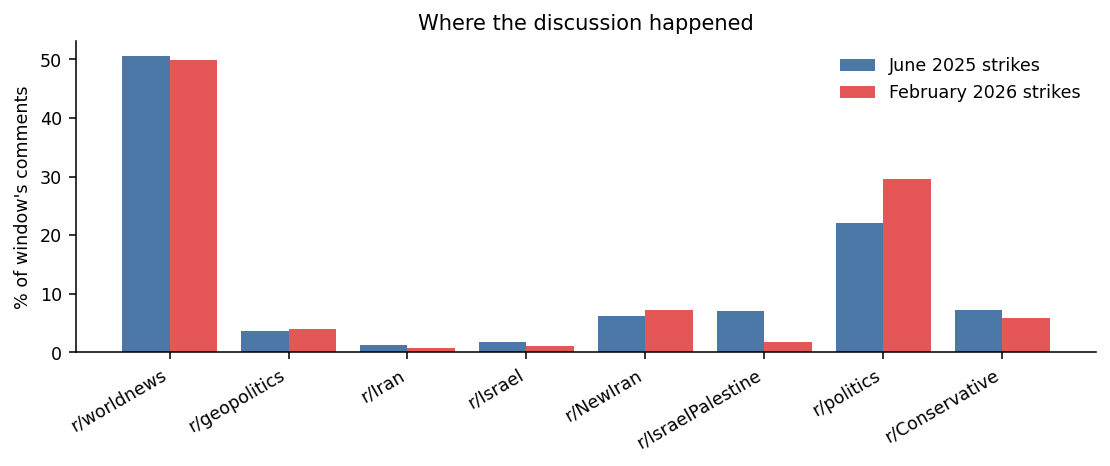 Where the discussion happened
% of window's comments
50
40
30
20
10
0
June 2025 strikes
February 2026 strikes
r/worldnews
r/geopolitics
r/Iran
r/Israel
r/NewIran
r/IsraelPalestine
r/politics
r/Conservative